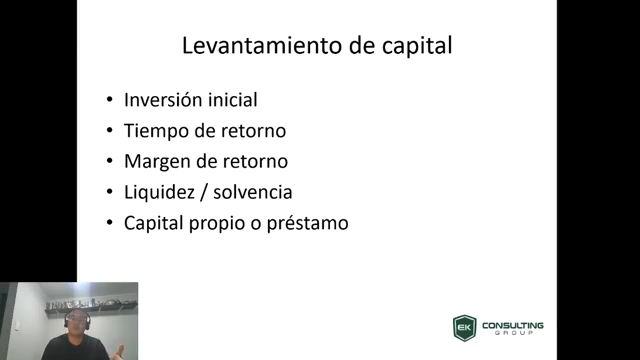 Levantamiento de capital
• Inversión inicial
• Tiempo de retorno
• Margen de retorno
• Liquidez / solvencia
• Capital propio o préstamo
EK CONSULTING
GROUP